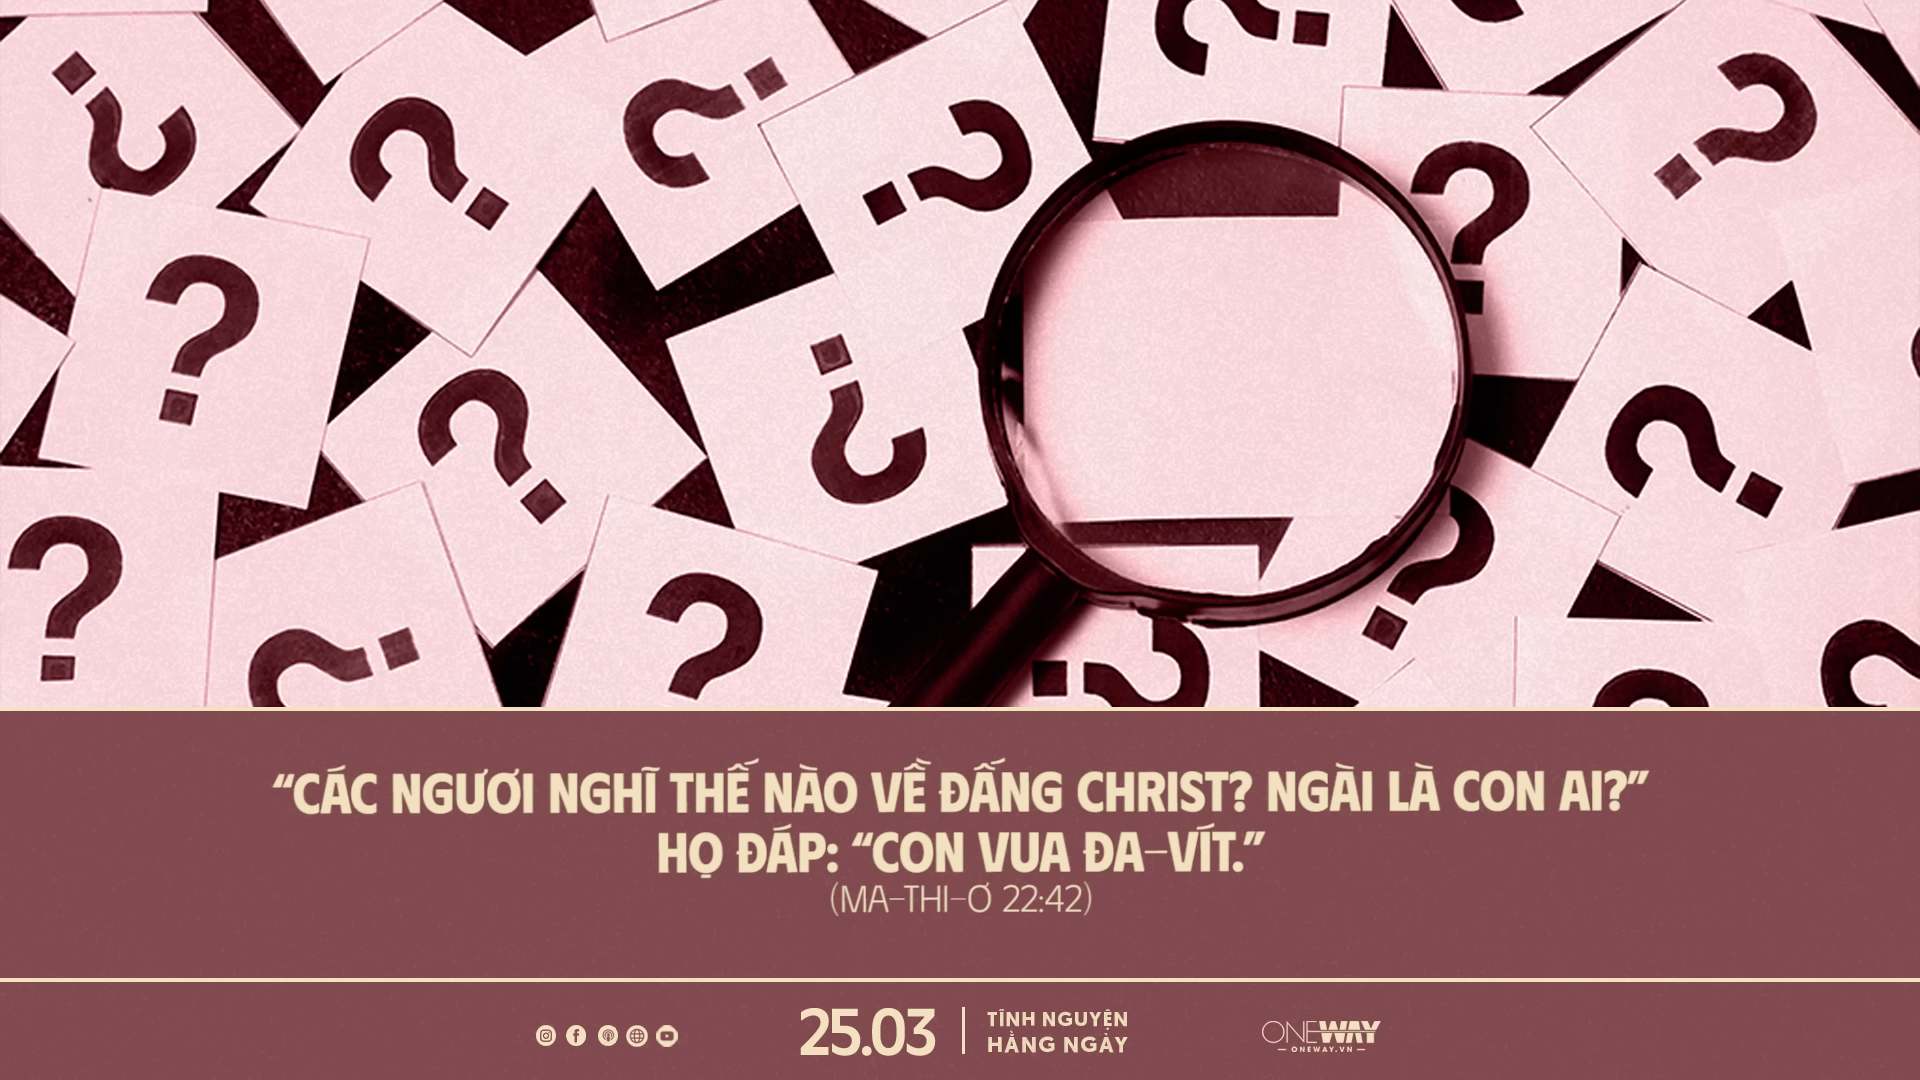 “CÁC NGƯƠI NGHĨ THẾ NÀO VỀ ĐẤNG CHRIST? NGÀI LÀ CON AI?”
HỌ ĐÁP: “CON VUA ĐA-VÍT.”
(MA-THI-Ơ 22:42)
25.03
TĨNH NGUYỆN
HẰNG NGÀY
ONEWAY
ONEWAY.VN